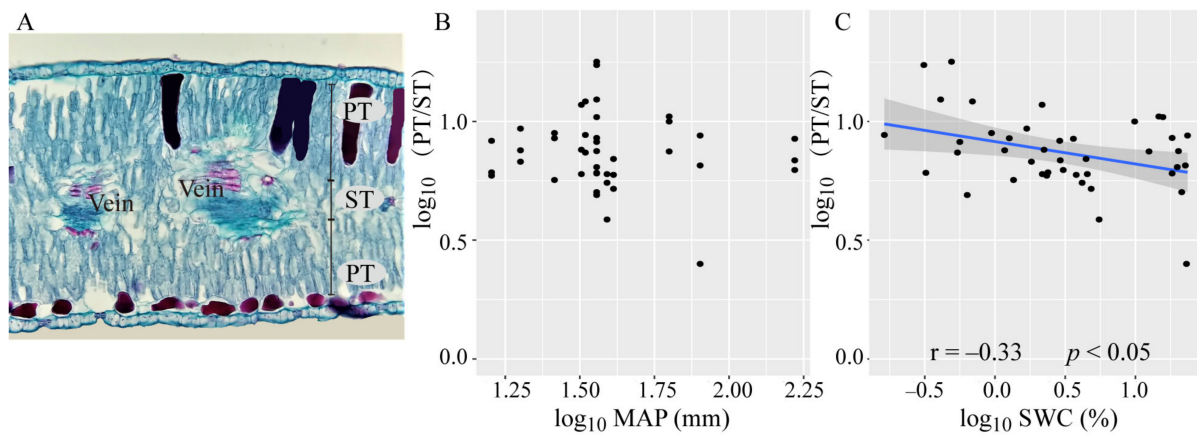 A
PT
Vein
Vein
ST
PT
B
log10 (PT/ST)
1.0
0.5
0.0
1.25
1.50
1.75
2.00
2.25
log10 MAP (mm)
C
log10 (PT/ST)
1.0
0.5
0.0
r = –0.33 p < 0.05
–0.5
0.0
0.5
1.0
log10 SWC (%)